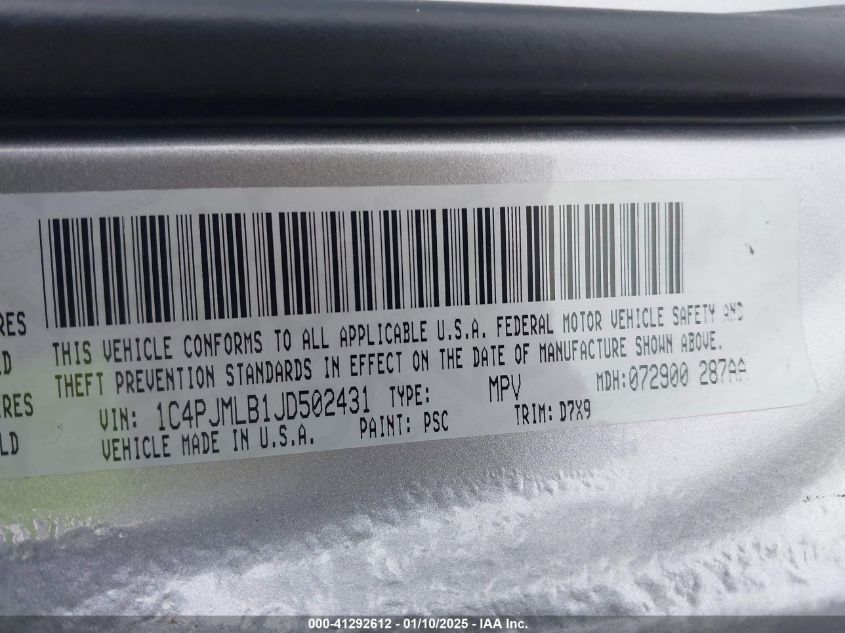 RES
LD
IRES
LD
THIS VEHICLE CONFORMS TO ALL APPLICABLE U.S.A. FEDERAL MOTOR VEHICLE SAFETY AND
THEFT PREVENTION STANDARDS IN EFFECT ON THE DATE OF MANUFACTURE SHOWN ABOVE.
VIN: 1C4PJMLB1JD502431 TYPE: MPV MDH:072900 287AA
VEHICLE MADE IN U.S.A. PAINT: PSC TRIM: D7X9
000-41292612 - 01/10/2025 - IAA Inc.